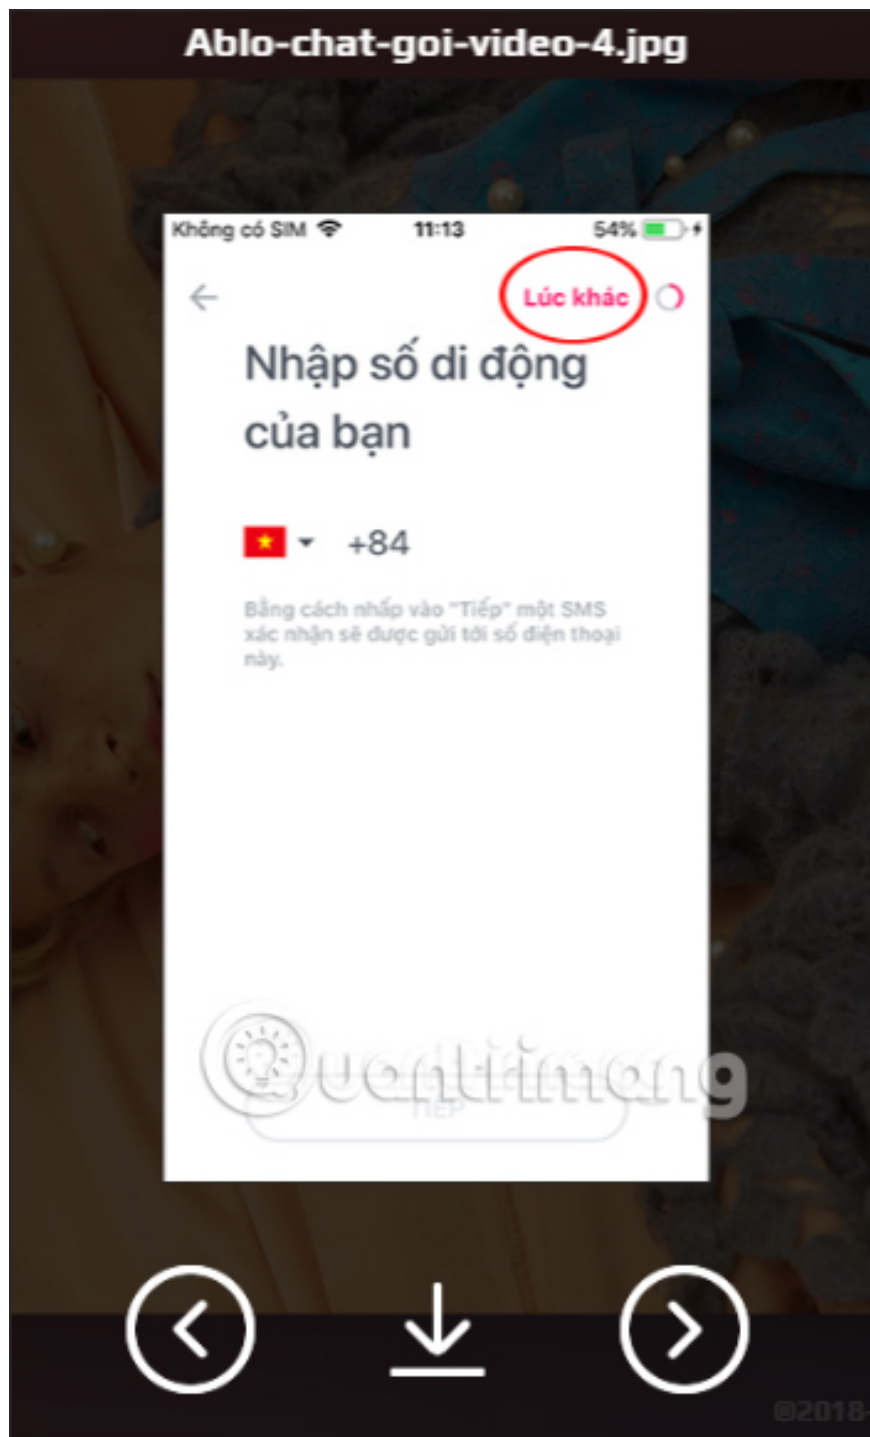 Ablo-chat-goi-video-4.jpg
Không có SIM 11:13 54%
Lúc khác
Nhập số di động
của bạn
+84
Bằng cách nhấp vào "Tiếp" một SMS
xác nhận sẽ được gửi tới số điện thoại
này.
Quantrimang
TIẾP
@2018-